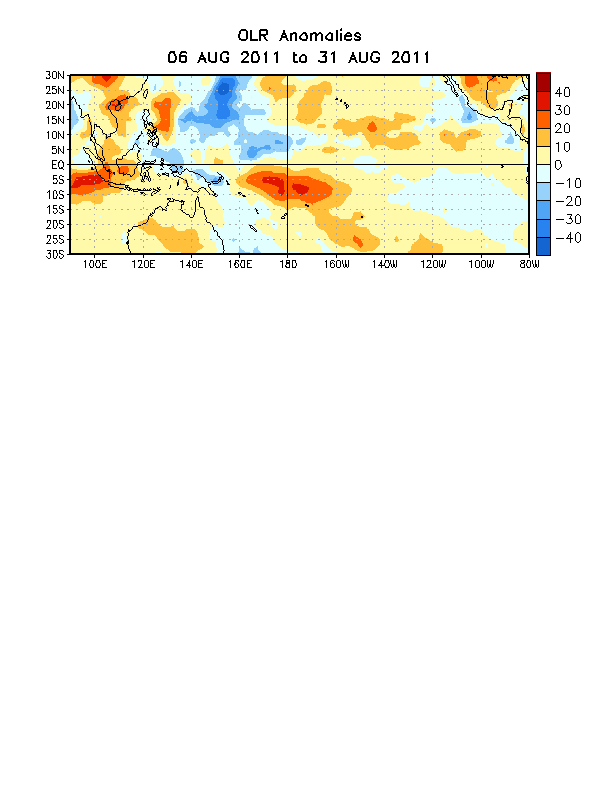 OLR Anomalies
06 AUG 2011 to 31 AUG 2011
30N
25N
20N
15N
10N
5N
EQ
5S
10S
15S
20S
25S
30S
100E 120E 140E 160E 180 160W 140W 120W 100W 80W
40
30
20
10
0
−10
−20
−30
−40